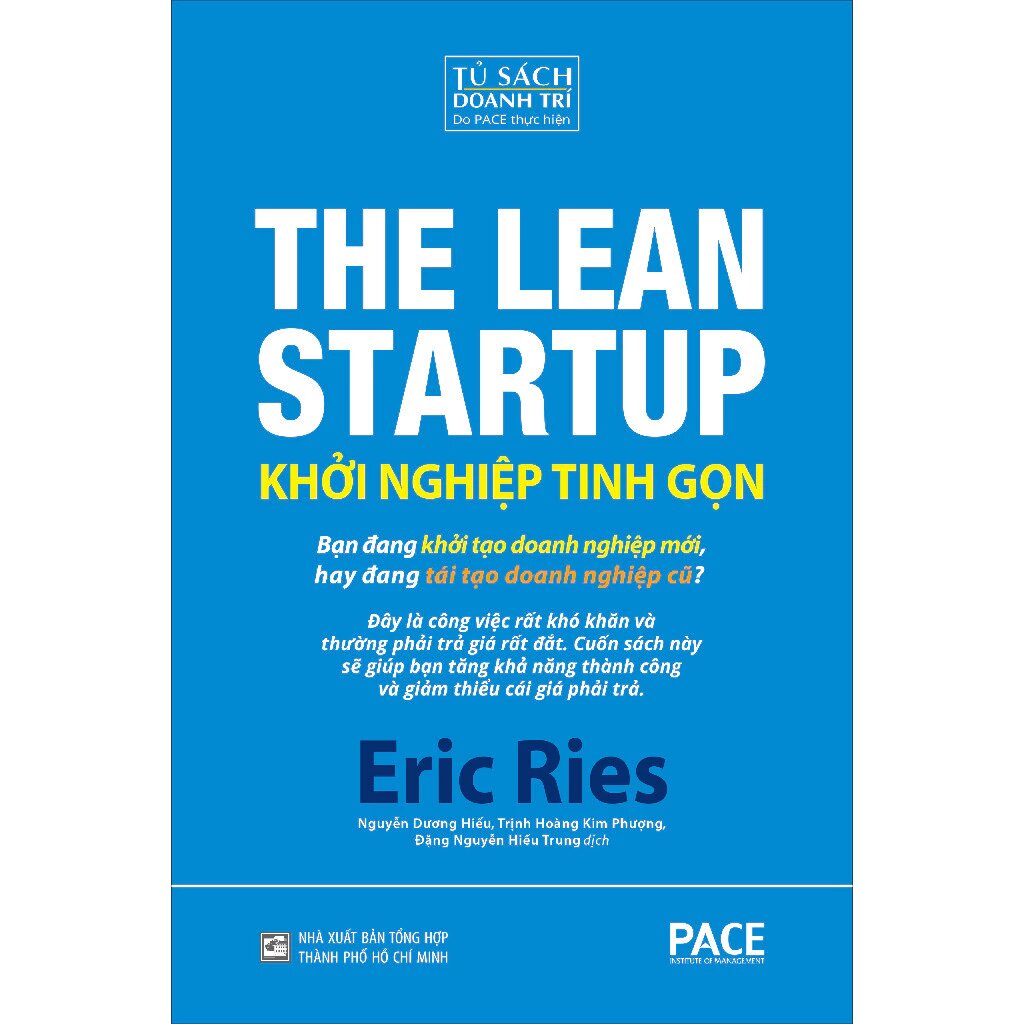 TỦ SÁCH
DOANH TRÍ
Do PACE thực hiện
THE LEAN
STARTUP
KHỞI NGHIỆP TINH GỌN
Bạn đang khởi tạo doanh nghiệp mới,
hay đang tái tạo doanh nghiệp cũ?
Đây là công việc rất khó khăn và
thường phải trả giá rất đắt. Cuốn sách này
sẽ giúp bạn tăng khả năng thành công
và giảm thiểu cái giá phải trả.
Eric Ries
Nguyễn Dương Hiếu, Trịnh Hoàng Kim Phượng,
Đặng Nguyễn Hiếu Trung dịch
NHÀ XUẤT BẢN TỔNG HỢP
THÀNH PHỐ HỒ CHÍ MINH
PACE
INSTITUTE OF MANAGEMENT